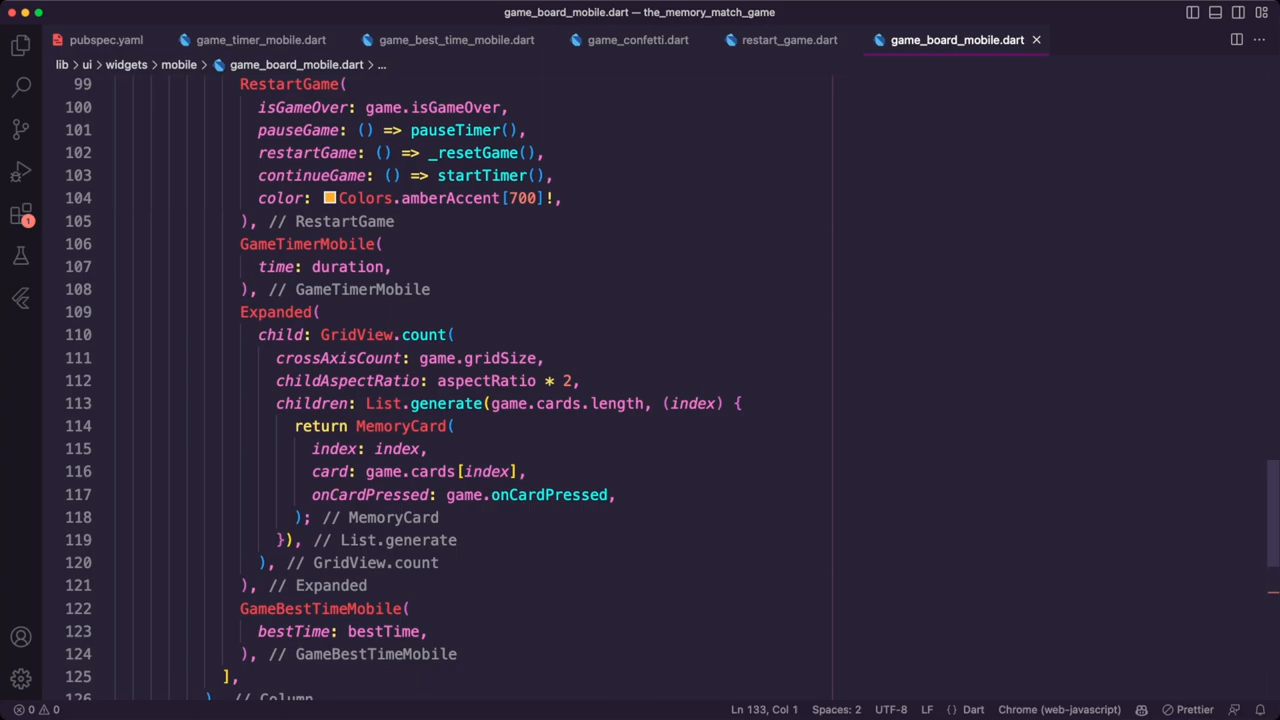 game_board_mobile.dart — the_memory_match_game
pubspec.yaml game_timer_mobile.dart game_best_time_mobile.dart game_confetti.dart restart_game.dart game_board_mobile.dart
lib > ui > widgets > mobile > game_board_mobile.dart > ...
99 RestartGame(
100 isGameOver: game.isGameOver,
101 pauseGame: () => pauseTimer(),
102 restartGame: () => _resetGame(),
103 continueGame: () => startTimer(),
104 color: Colors.amberAccent[700]!,
105 ), // RestartGame
106 GameTimerMobile(
107 time: duration,
108 ), // GameTimerMobile
109 Expanded(
110 child: GridView.count(
111 crossAxisCount: game.gridSize,
112 childAspectRatio: aspectRatio * 2,
113 children: List.generate(game.cards.length, (index) {
114 return MemoryCard(
115 index: index,
116 card: game.cards[index],
117 onCardPressed: game.onCardPressed,
118 ); // MemoryCard
119 }), // List.generate
120 ), // GridView.count
121 ), // Expanded
122 GameBestTimeMobile(
123 bestTime: bestTime,
124 ), // GameBestTimeMobile
125 ],
126 ), // Column
1
0 0 Ln 133, Col 1 Spaces: 2 UTF-8 LF {} Dart Chrome (web-javascript) Prettier